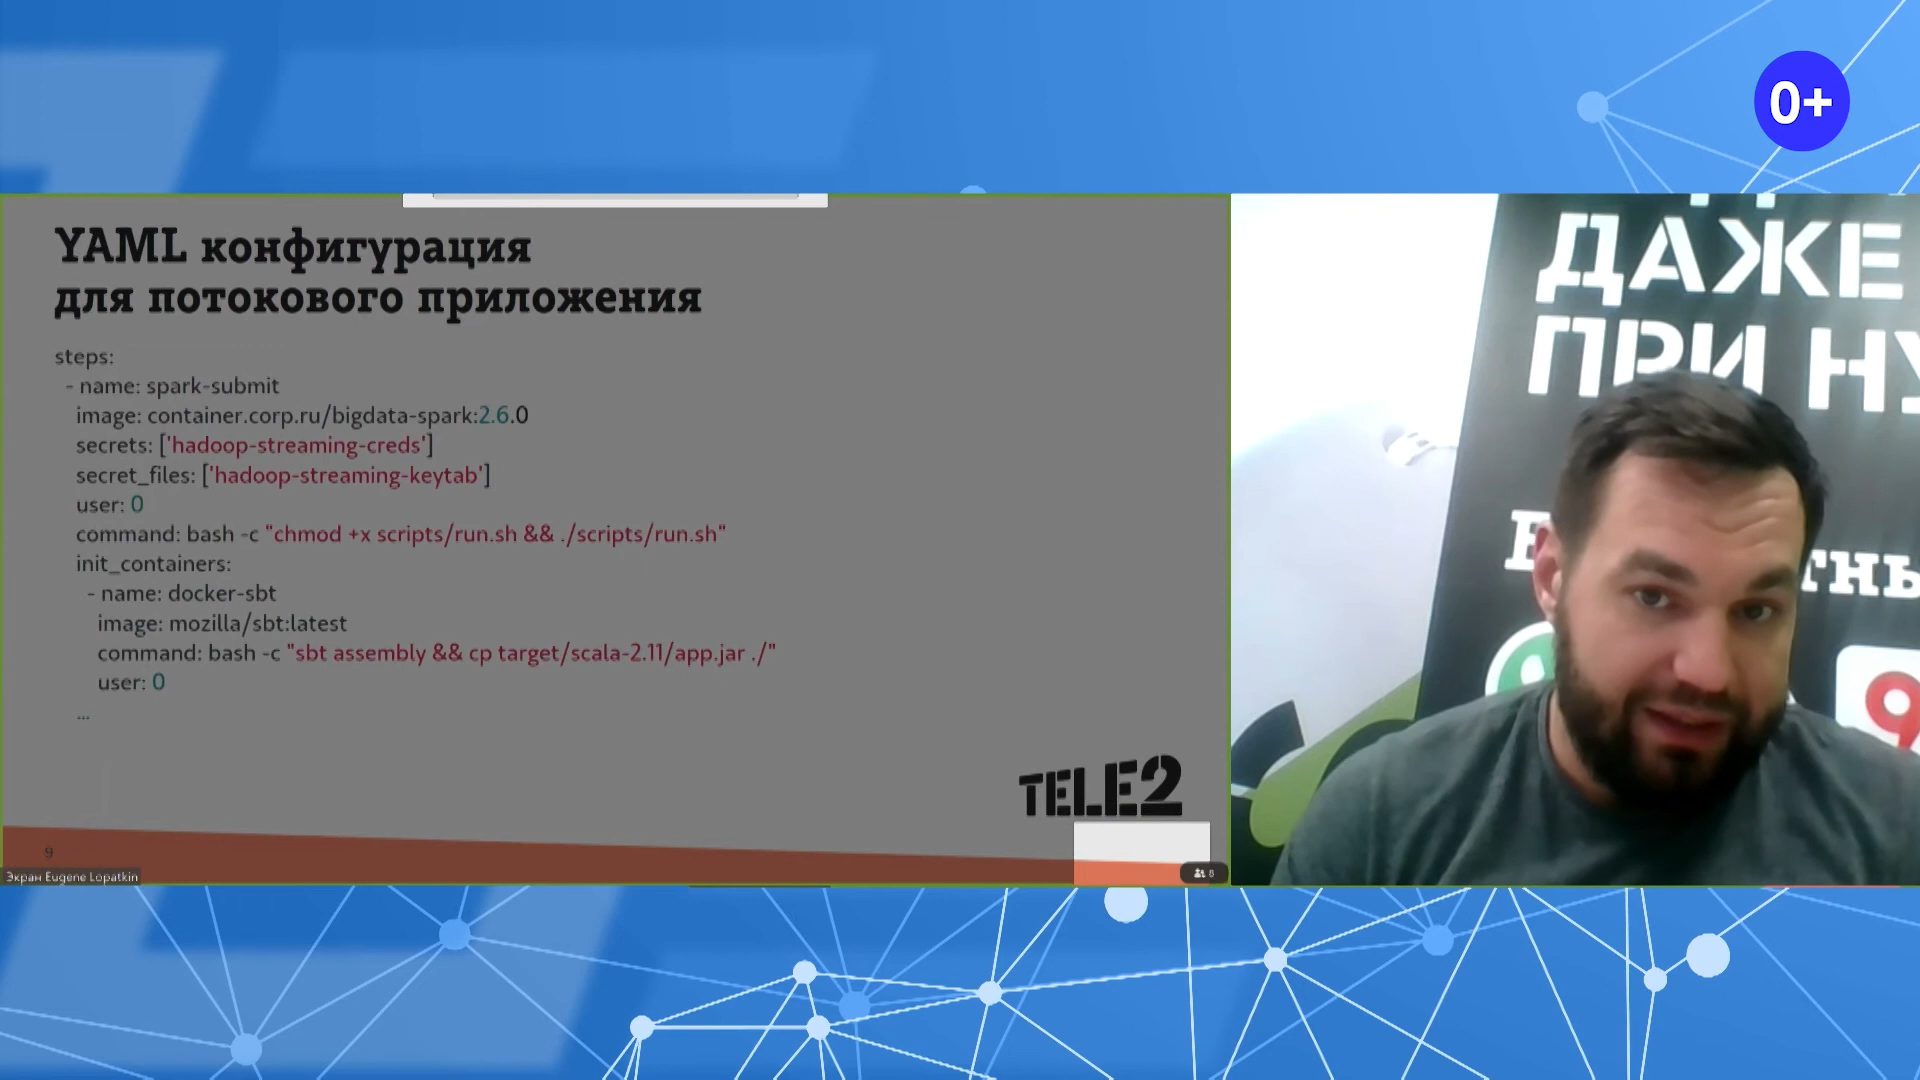 0+
YAML конфигурация
для потокового приложения
steps:
- name: spark-submit
image: container.corp.ru/bigdata-spark:2.6.0
secrets: ['hadoop-streaming-creds']
secret_files: ['hadoop-streaming-keytab']
user: 0
command: bash -c "chmod +x scripts/run.sh && ./scripts/run.sh"
init_containers:
- name: docker-sbt
image: mozilla/sbt:latest
command: bash -c "sbt assembly && cp target/scala-2.11/app.jar ./"
user: 0
...
TELE2
9
Экран Eugene Lopatkin
8
ДАЖЕ
ПРИ НУ
9